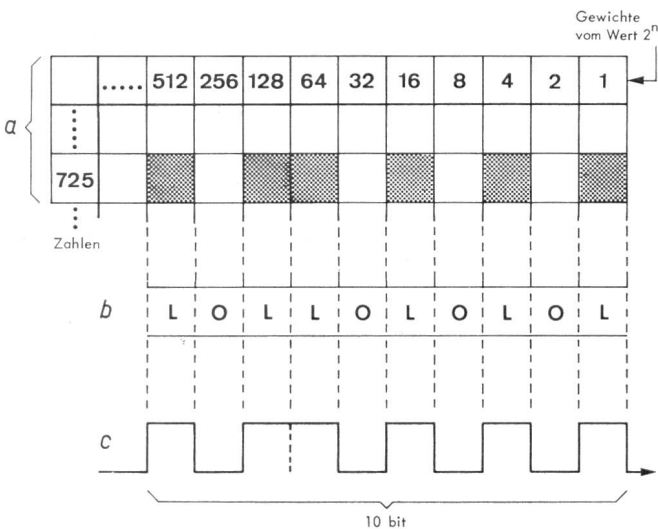 Gewichte
vom Wert 2ⁿ
a
..... 512 256 128 64 32 16 8 4 2 1
725
Zahlen
b L O L L O L O L O L
c
10 bit